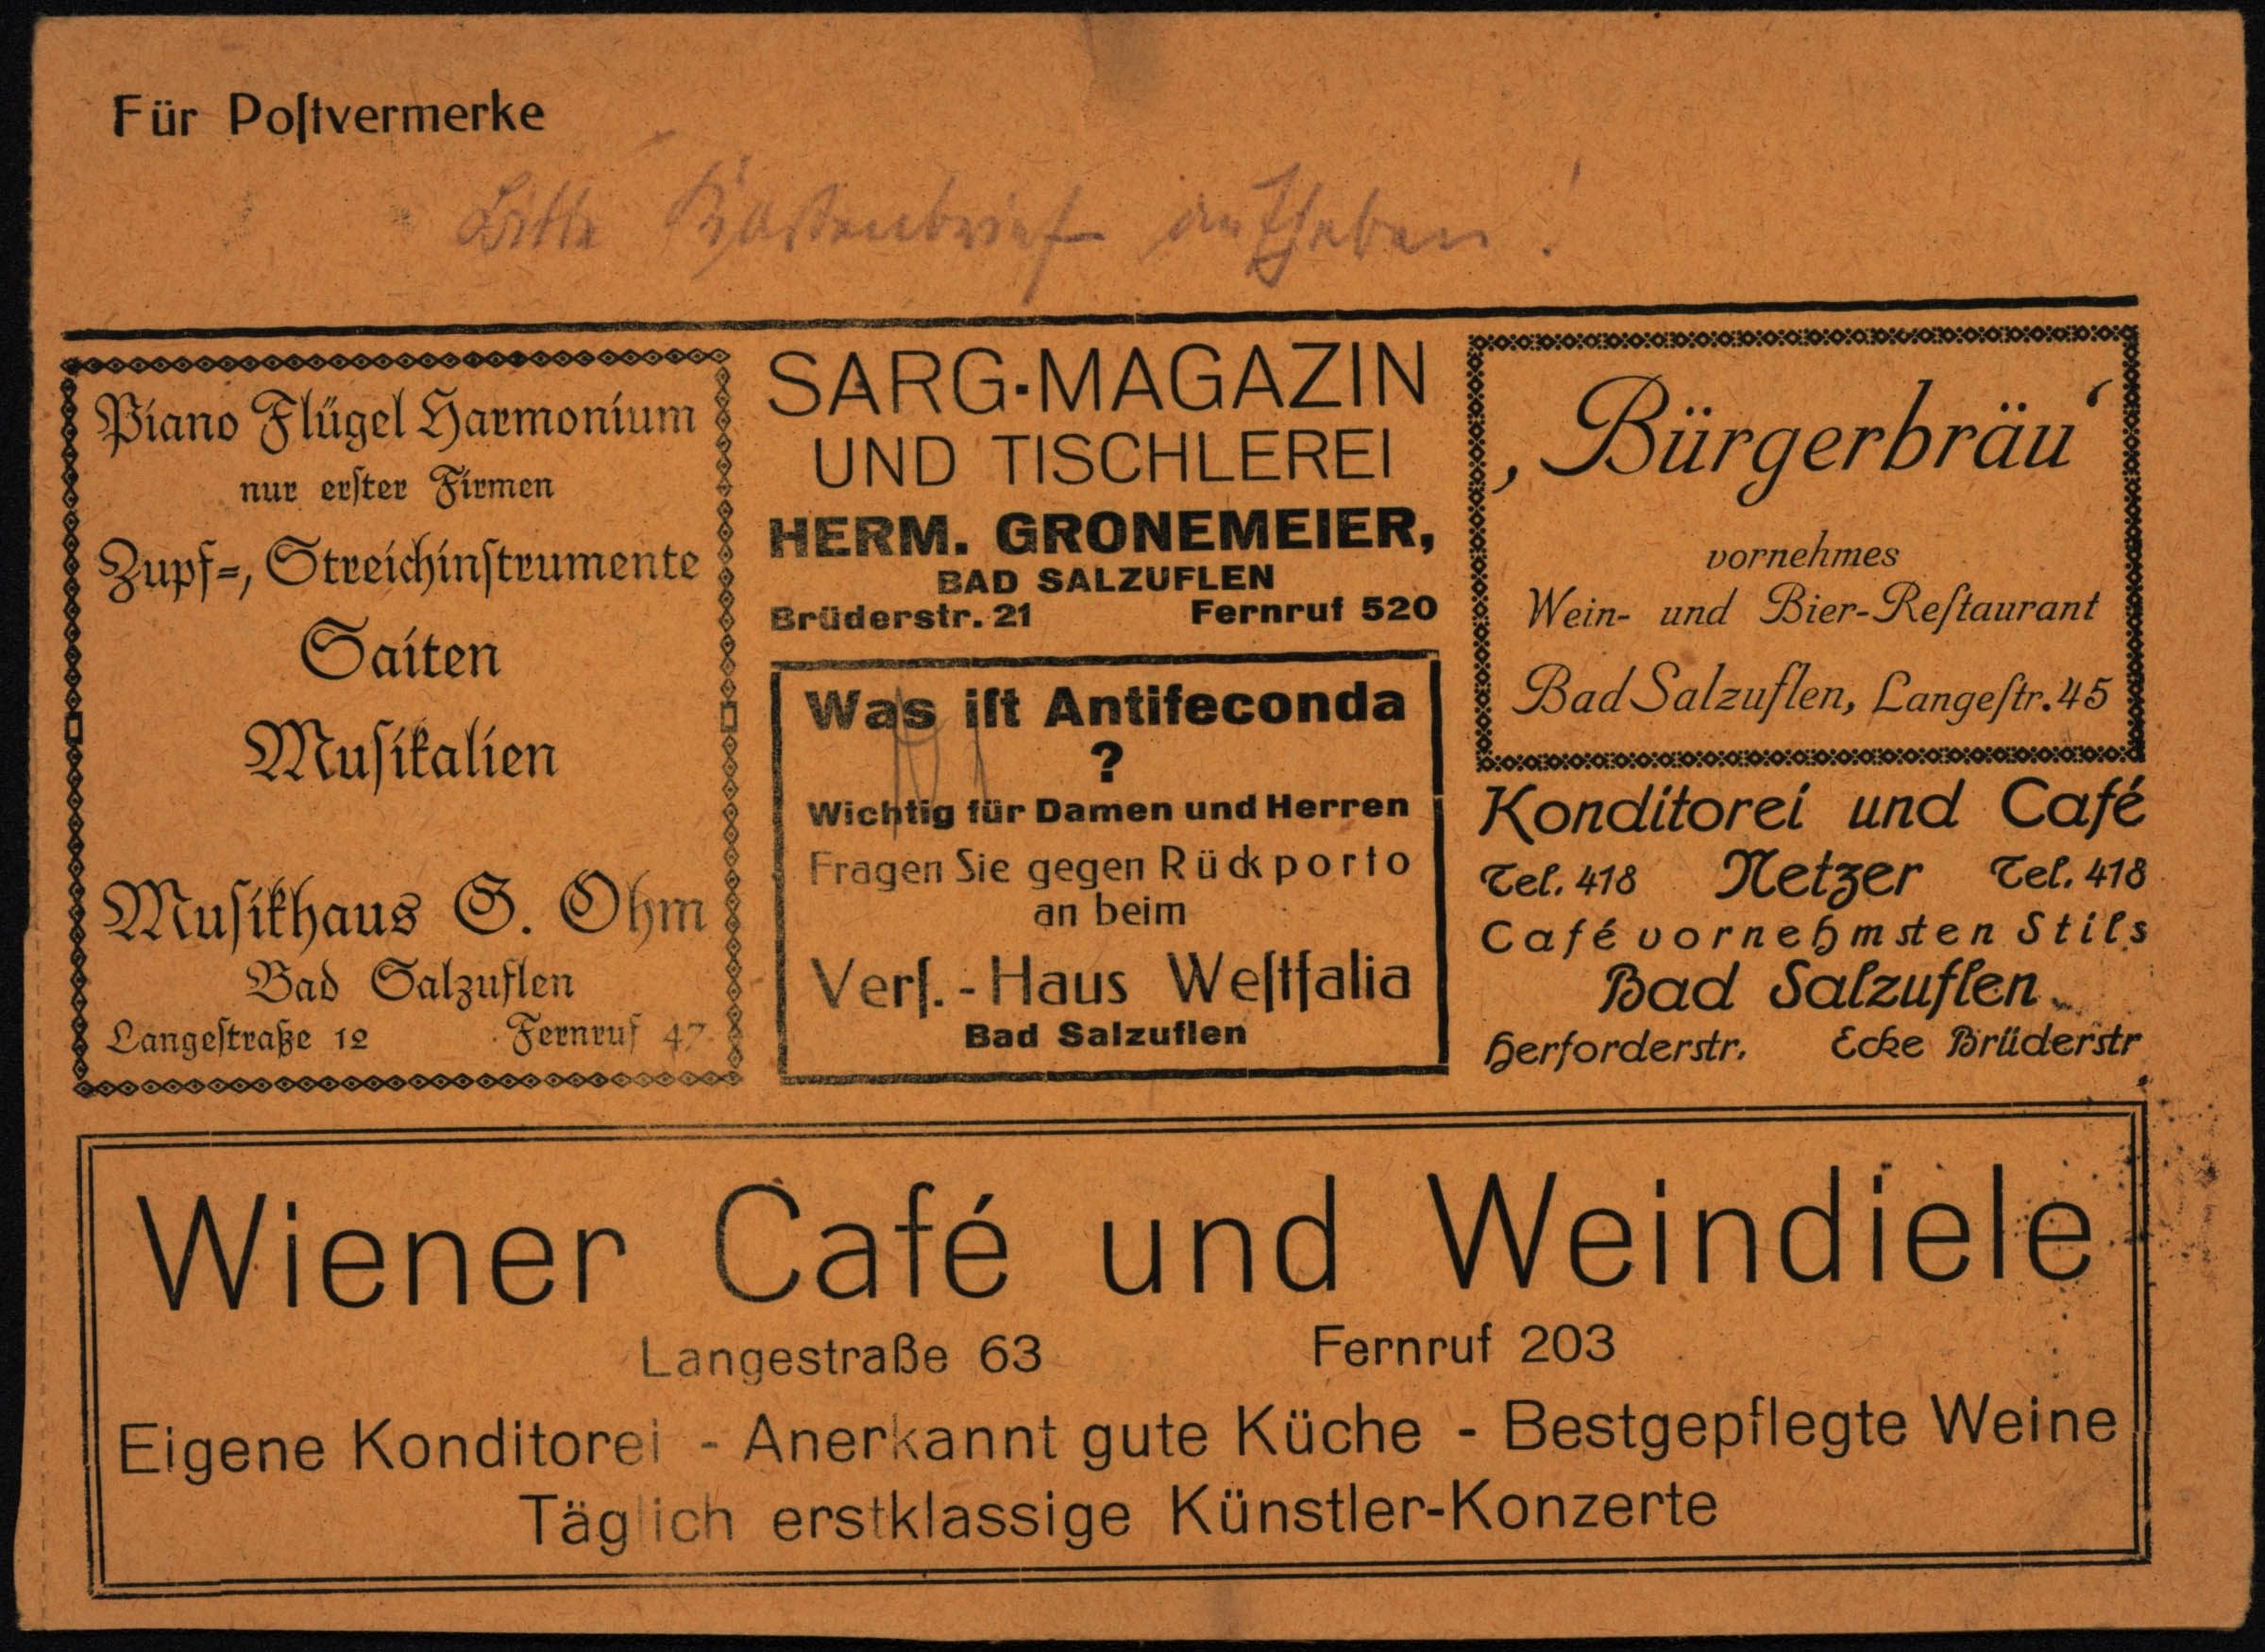 Für Poſtvermerke
Bitte Kastenbrief aufheben!
Piano Flügel Harmonium
nur erſter Firmen
Zupf=, Streichinſtrumente
Saiten
Muſikalien
Muſikhaus G. Ohm
Bad Salzuflen
Langeſtraße 12 Fernruf 47
SARG-MAGAZIN
UND TISCHLEREI
HERM. GRONEMEIER,
BAD SALZUFLEN
Brüderstr. 21 Fernruf 520
Was iſt Antifeconda
?
Wichtig für Damen und Herren
Fragen Sie gegen Rückporto
an beim
Verſ.-Haus Weſtfalia
Bad Salzuflen
‚Bürgerbräu‘
vornehmes
Wein- und Bier-Reſtaurant
Bad Salzuflen, Langeſtr. 45
Konditorei und Café
Tel. 418 Netzer Tel. 418
Café vornehmsten Stils
Bad Salzuflen
Herforderstr. Ecke Brüderstr
Wiener Café und Weindiele
Langestraße 63 Fernruf 203
Eigene Konditorei - Anerkannt gute Küche - Bestgepflegte Weine
Täglich erstklassige Künstler-Konzerte